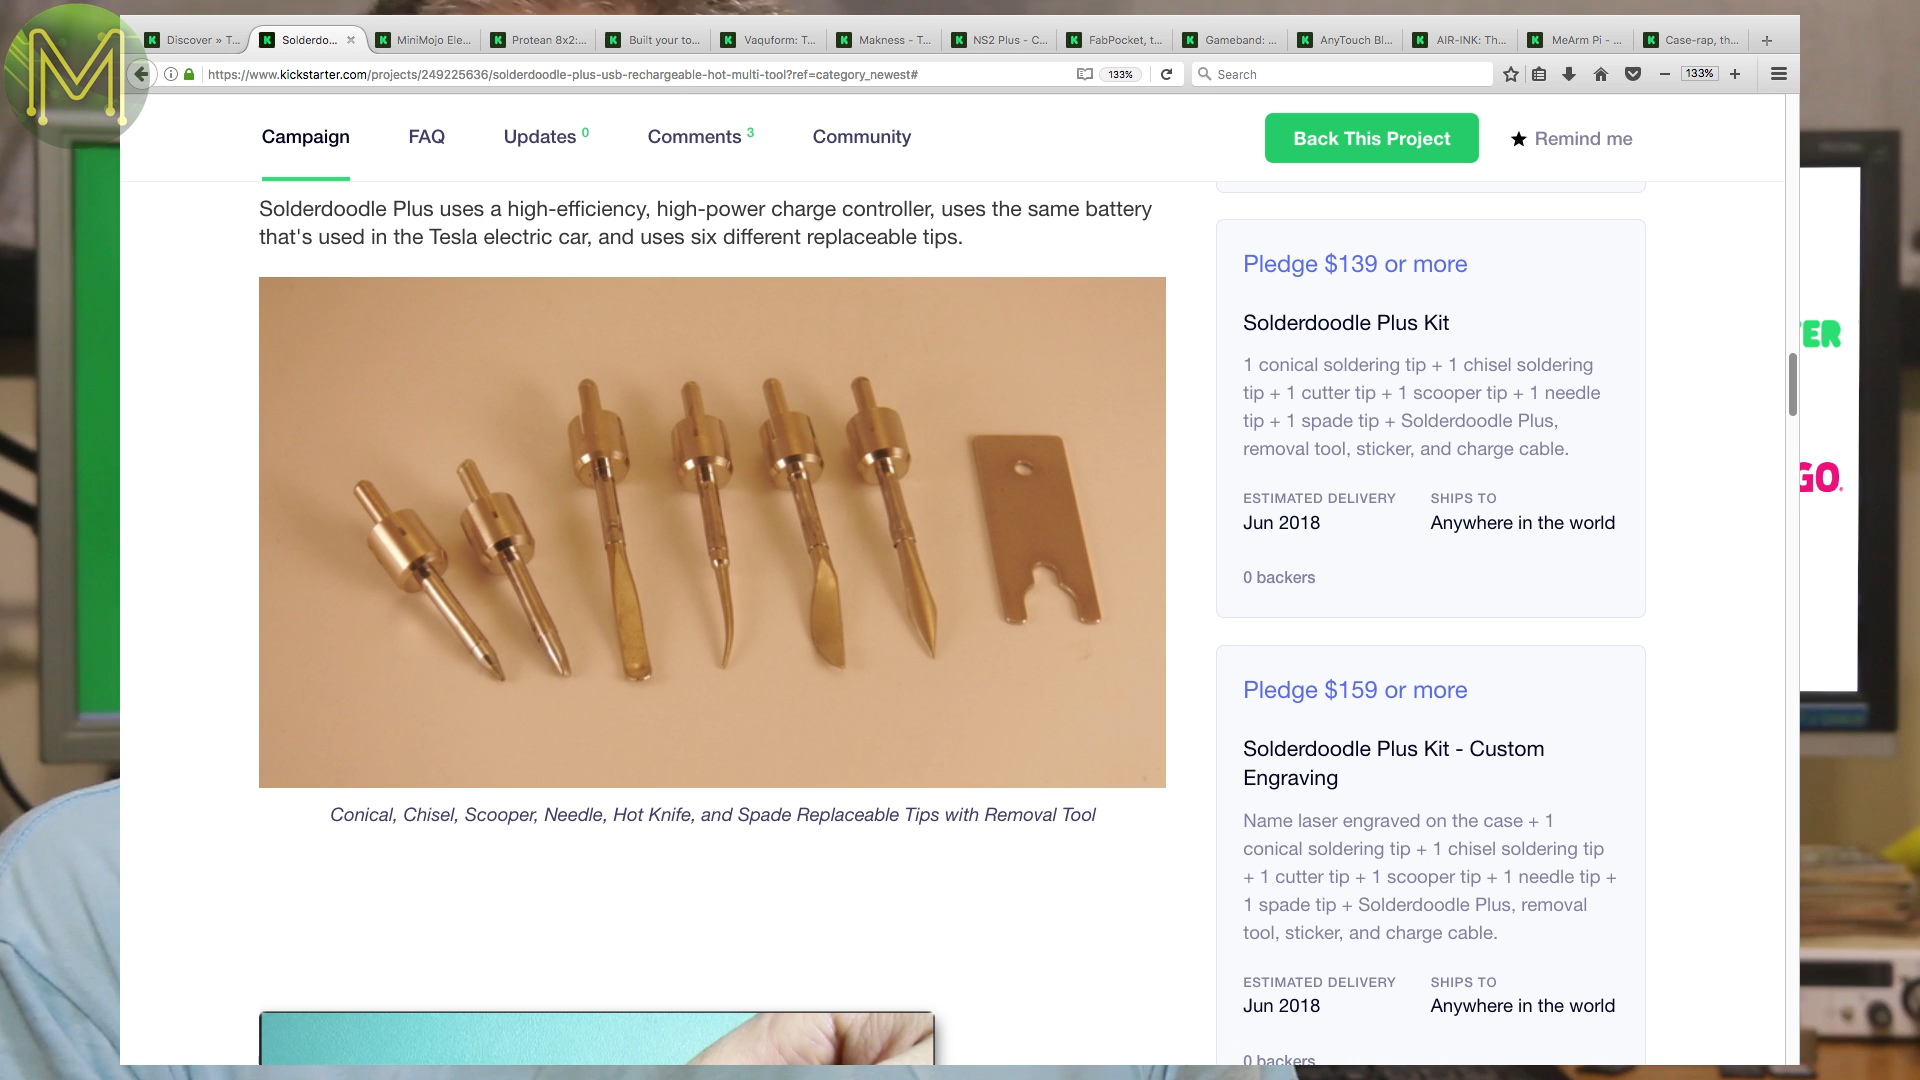 M
Discover » T...
Solderdo...
MiniMojo Ele...
Protean 8x2:...
Built your to...
Vaquform: T...
Makness - T...
NS2 Plus - C...
FabPocket, t...
Gameband: ...
AnyTouch Bl...
AIR-INK: Th...
MeArm Pi - ...
Case-rap, th...
https://www.kickstarter.com/projects/249225636/solderdoodle-plus-usb-rechargeable-hot-multi-tool?ref=category_newest#
133%
Search
133%
Campaign
FAQ
Updates 0
Comments 3
Community
Back This Project
Remind me
Solderdoodle Plus uses a high-efficiency, high-power charge controller, uses the same battery
that's used in the Tesla electric car, and uses six different replaceable tips.
Conical, Chisel, Scooper, Needle, Hot Knife, and Spade Replaceable Tips with Removal Tool
Pledge $139 or more
Solderdoodle Plus Kit
1 conical soldering tip + 1 chisel soldering
tip + 1 cutter tip + 1 scooper tip + 1 needle
tip + 1 spade tip + Solderdoodle Plus,
removal tool, sticker, and charge cable.
ESTIMATED DELIVERY
Jun 2018
SHIPS TO
Anywhere in the world
0 backers
Pledge $159 or more
Solderdoodle Plus Kit - Custom
Engraving
Name laser engraved on the case + 1
conical soldering tip + 1 chisel soldering tip
+ 1 cutter tip + 1 scooper tip + 1 needle tip +
1 spade tip + Solderdoodle Plus, removal
tool, sticker, and charge cable.
ESTIMATED DELIVERY
Jun 2018
SHIPS TO
Anywhere in the world
0 backers
TER
GO